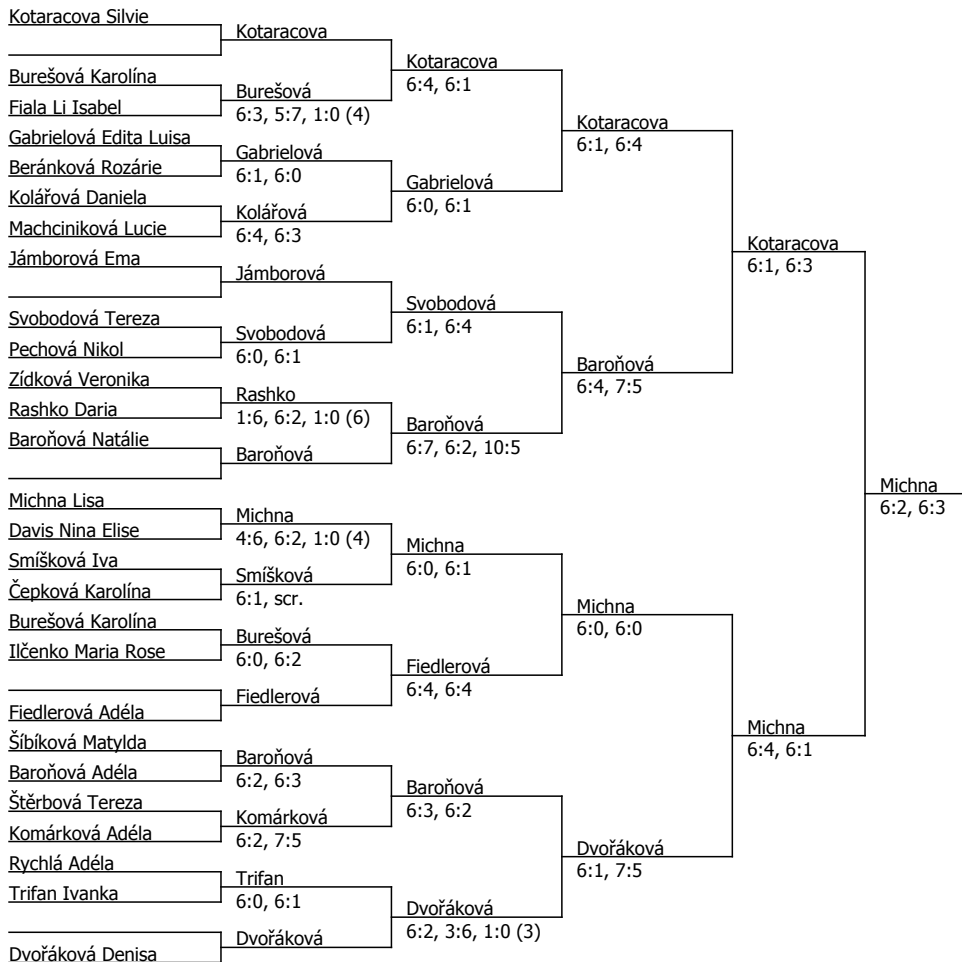 Kotaracova Silvie
Kotaracova
Kotaracova
6:4, 6:1
Burešová Karolína
Burešová
6:3, 5:7, 1:0 (4)
Fiala Li Isabel
Kotaracova
6:1, 6:4
Gabrielová Edita Luisa
Gabrielová
6:1, 6:0
Beránková Rozárie
Gabrielová
6:0, 6:1
Kolářová Daniela
Kolářová
6:4, 6:3
Machciniková Lucie
Kotaracova
6:1, 6:3
Jámborová Ema
Jámborová
Svobodová
6:1, 6:4
Svobodová Tereza
Svobodová
6:0, 6:1
Pechová Nikol
Baroňová
6:4, 7:5
Zídková Veronika
Rashko
1:6, 6:2, 1:0 (6)
Rashko Daria
Baroňová
6:7, 6:2, 10:5
Baroňová Natálie
Baroňová
Michna
6:2, 6:3
Michna Lisa
Michna
4:6, 6:2, 1:0 (4)
Davis Nina Elise
Michna
6:0, 6:1
Smíšková Iva
Smíšková
6:1, scr.
Čepková Karolína
Michna
6:0, 6:0
Burešová Karolína
Burešová
6:0, 6:2
Ilčenko Maria Rose
Fiedlerová
6:4, 6:4
Fiedlerová
Fiedlerová Adéla
Michna
6:4, 6:1
Šíbíková Matylda
Baroňová
6:2, 6:3
Baroňová Adéla
Baroňová
6:3, 6:2
Štěrbová Tereza
Komárková
6:2, 7:5
Komárková Adéla
Dvořáková
6:1, 7:5
Rychlá Adéla
Trifan
6:0, 6:1
Trifan Ivanka
Dvořáková
6:2, 3:6, 1:0 (3)
Dvořáková
Dvořáková Denisa